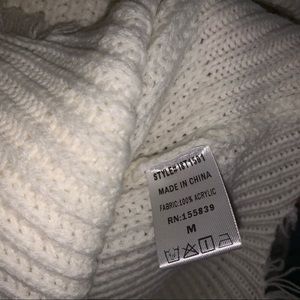 MADE IN CHINA
FABRIC:100% ACRYLIC
RN:155839
M